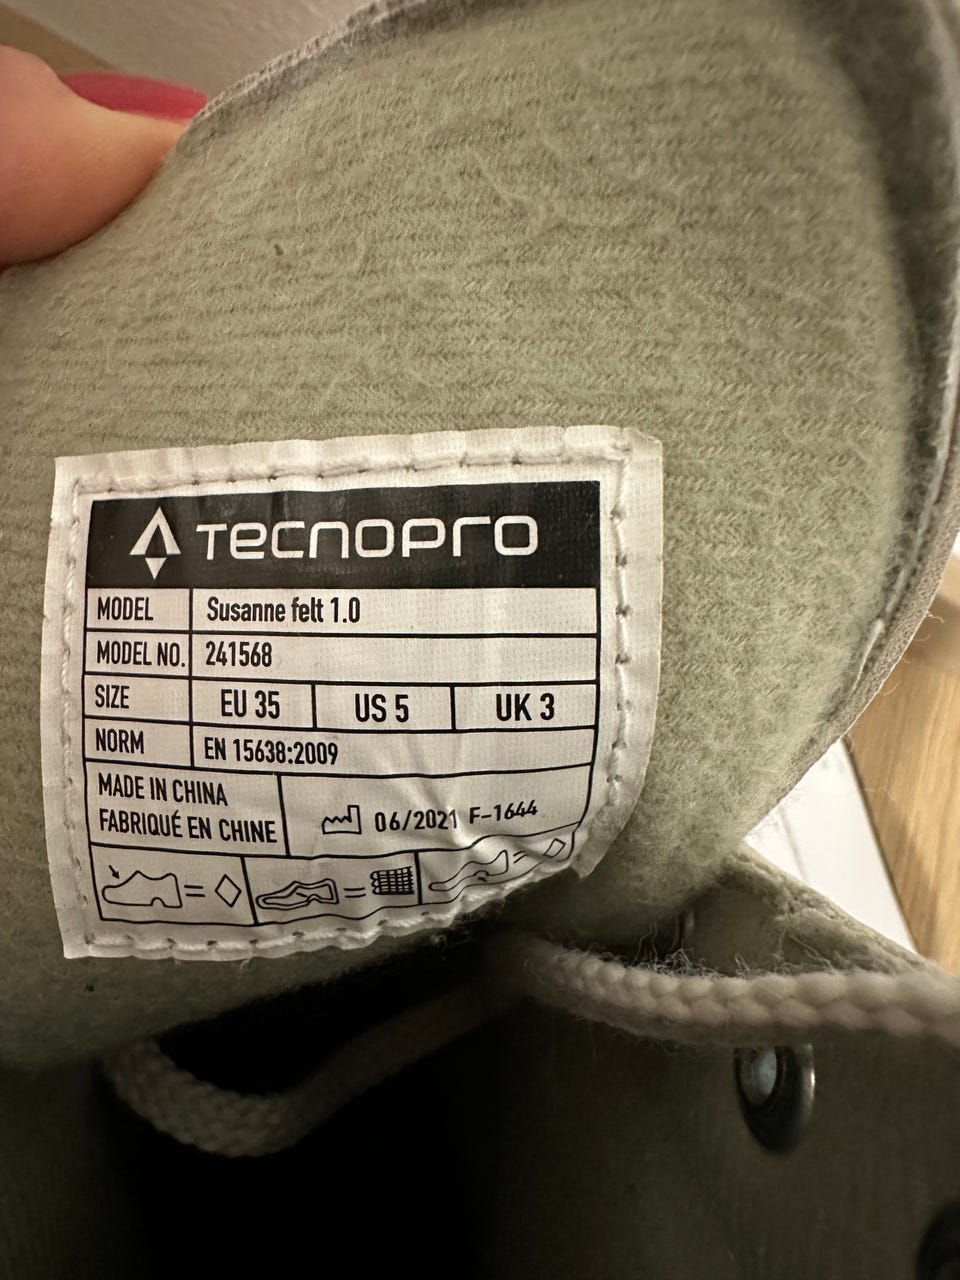 TECNOPRO
MODEL Susanne felt 1.0
MODEL NO. 241568
SIZE EU 35 US 5 UK 3
NORM EN 15638:2009
MADE IN CHINA
FABRIQUÉ EN CHINE
06/2021 F-1644